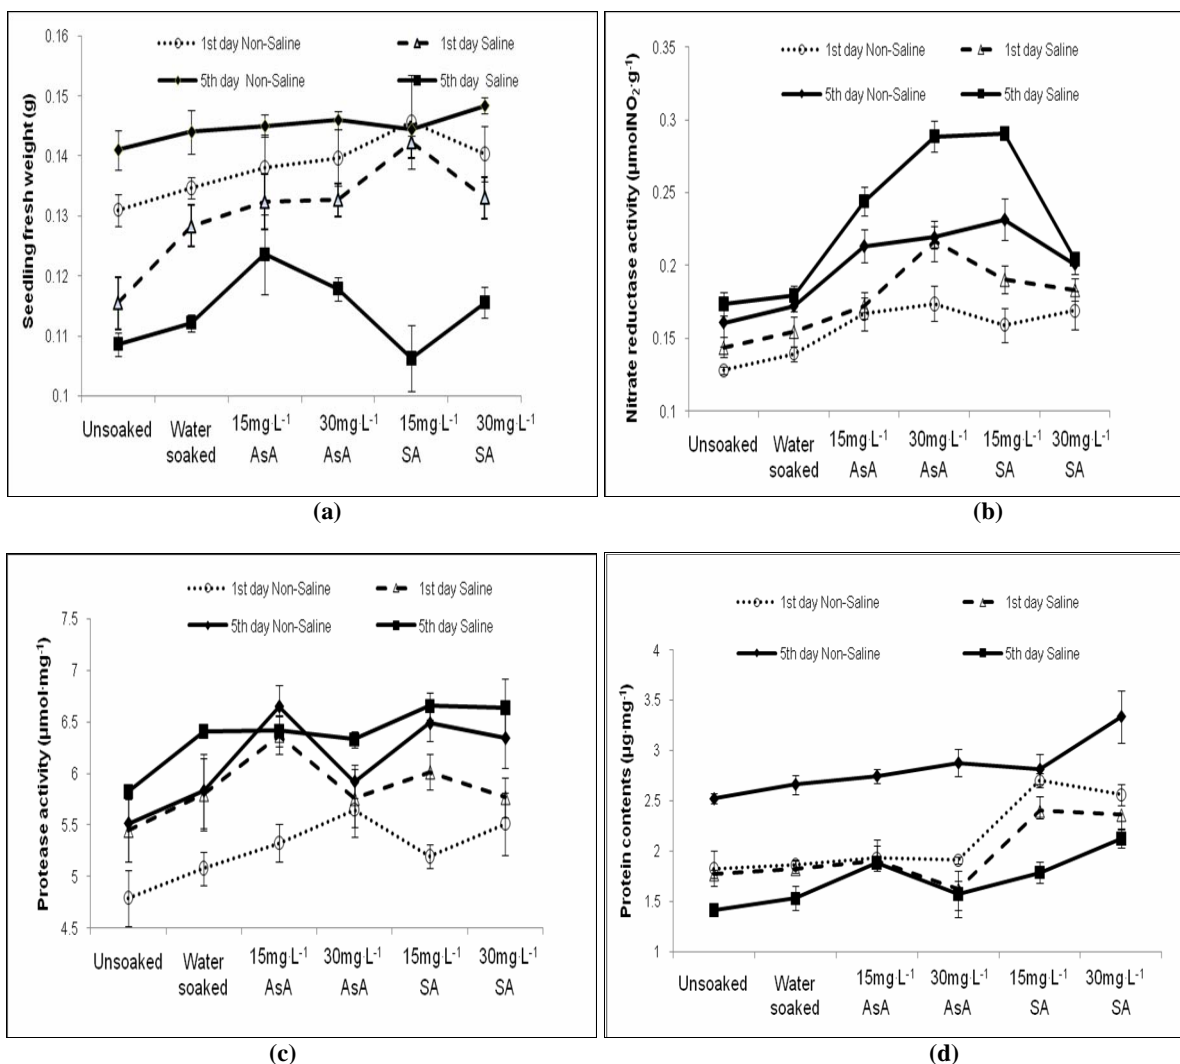 0.16
1st day Non-Saline
1st day Saline
5th day Non-Saline
5th day Saline
0.15
0.14
0.13
0.12
0.11
0.1
Seedling fresh weight (g)
Unsoaked
Water soaked
15mg·L-1 AsA
30mg·L-1 AsA
15mg·L-1 SA
30mg·L-1 SA
(a)
0.35
1st day Non-Saline
1st day Saline
5th day Non-Saline
5th day Saline
0.3
0.25
0.2
0.15
0.1
Nitrate reductase activity (µmolNO2·g-1)
Unsoaked
Water soaked
15mg·L-1 AsA
30mg·L-1 AsA
15mg·L-1 SA
30mg·L-1 SA
(b)
1st day Non-Saline
1st day Saline
5th day Non-Saline
5th day Saline
7.5
7
6.5
6
5.5
5
4.5
Protease activity (µmol·mg-1)
Unsoaked
Water soaked
15mg·L-1 AsA
30mg·L-1 AsA
15mg·L-1 SA
30mg·L-1 SA
(c)
1st day Non-Saline
1st day Saline
5th day Non-Saline
5th day Saline
4
3.5
3
2.5
2
1.5
1
Protein contents (µg·mg-1)
Unsoaked
Water soaked
15mg·L-1 AsA
30mg·L-1 AsA
15mg·L-1 SA
30mg·L-1 SA
(d)